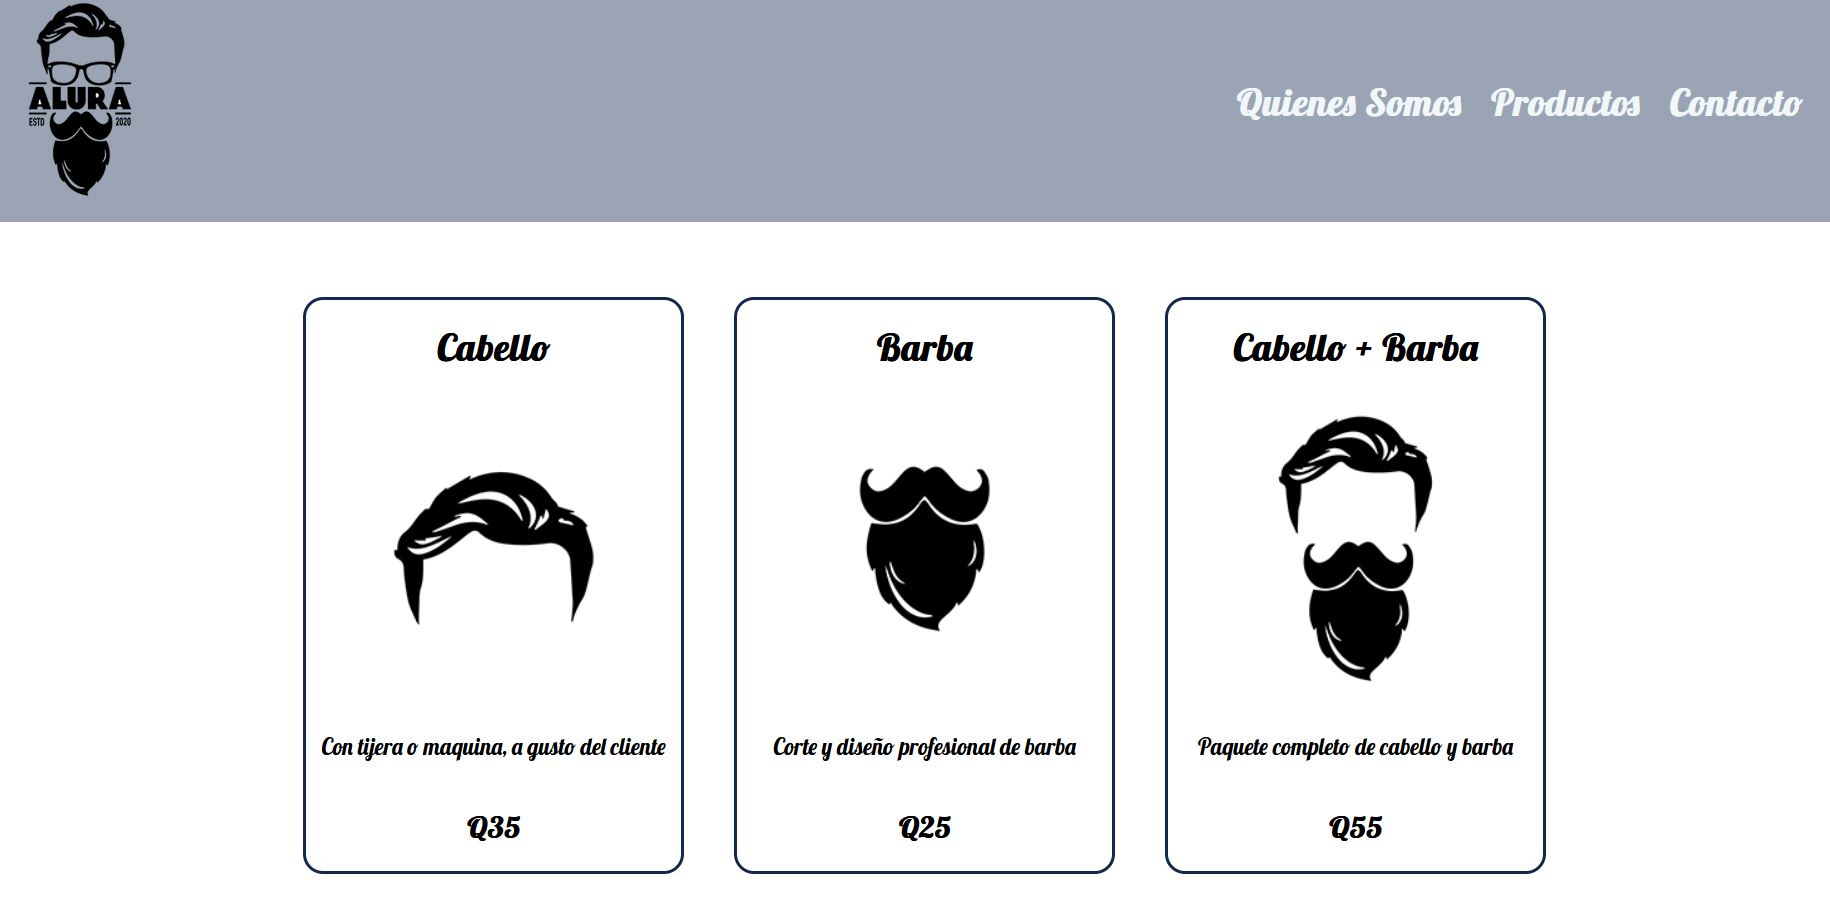 ALURA
ESTD 2020
Quienes Somos Productos Contacto
Cabello
Con tijera o maquina, a gusto del cliente
Q35
Barba
Corte y diseño profesional de barba
Q25
Cabello + Barba
Paquete completo de cabello y barba
Q55